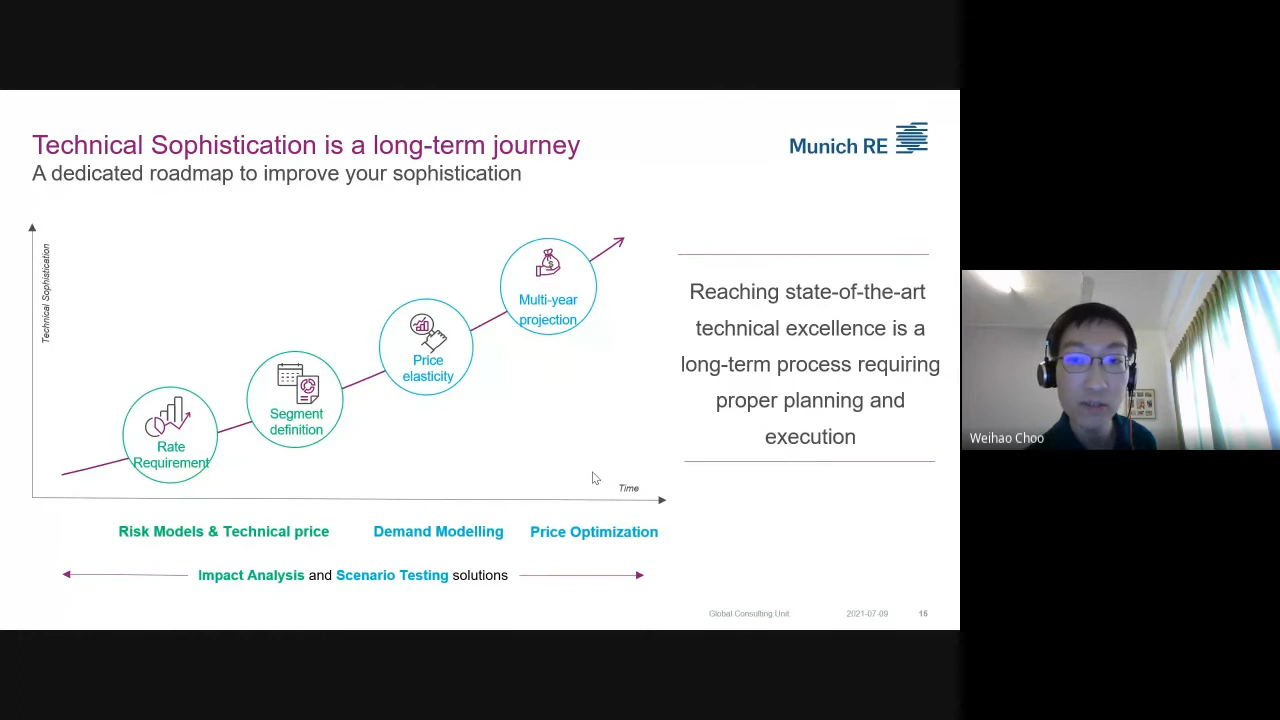 Technical Sophistication is a long-term journey
A dedicated roadmap to improve your sophistication
Munich RE
Technical Sophistication
Multi-year
projection
Price
elasticity
Segment
definition
Rate
Requirement
Time
Risk Models & Technical price
Demand Modelling
Price Optimization
Impact Analysis and Scenario Testing solutions
Reaching state-of-the-art
technical excellence is a
long-term process requiring
proper planning and
execution
Global Consulting Unit
2021-07-09
15
Weihao Choo